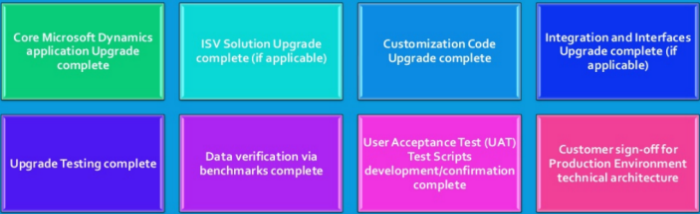 Core Microsoft Dynamics
application Upgrade
complete
ISV Solution Upgrade
complete (if applicable)
Customization Code
Upgrade complete
Integration and Interfaces
Upgrade complete (if
applicable)
Upgrade Testing complete
Data verification via
benchmarks complete
User Acceptance Test (UAT)
Test Scripts
development/confirmation
complete
Customer sign-off for
Production Environment
technical architecture